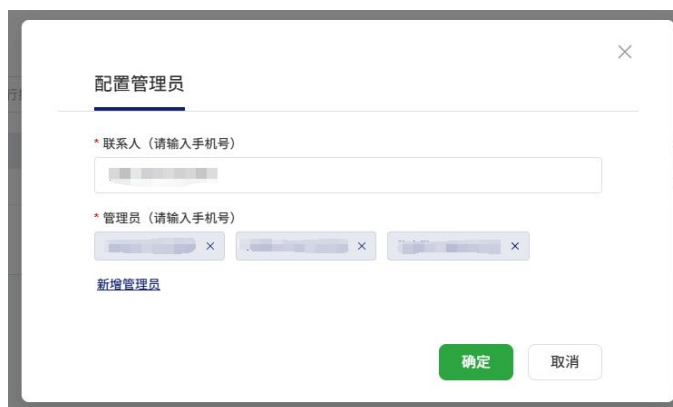 配置管理员
* 联系人（请输入手机号）
* 管理员（请输入手机号）
× × ×
新增管理员
确定 取消